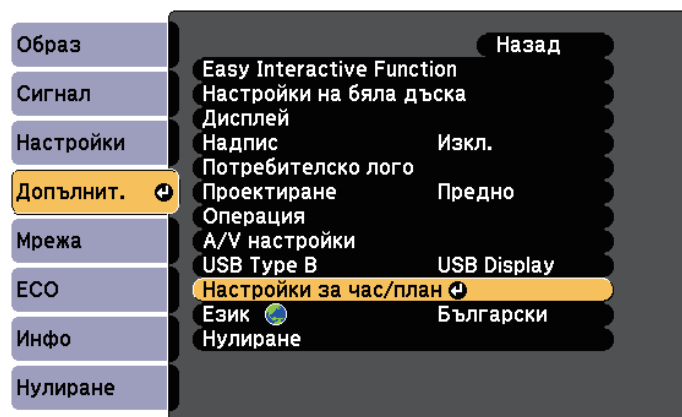 Образ
Сигнал
Настройки
Допълнит.
Мрежа
ECO
Инфо
Нулиране
Назад
Easy Interactive Function
Настройки на бяла дъска
Дисплей
Надпис Изкл.
Потребителско лого
Проектиране Предно
Операция
A/V настройки
USB Type B USB Display
Настройки за час/план
Език Български
Нулиране